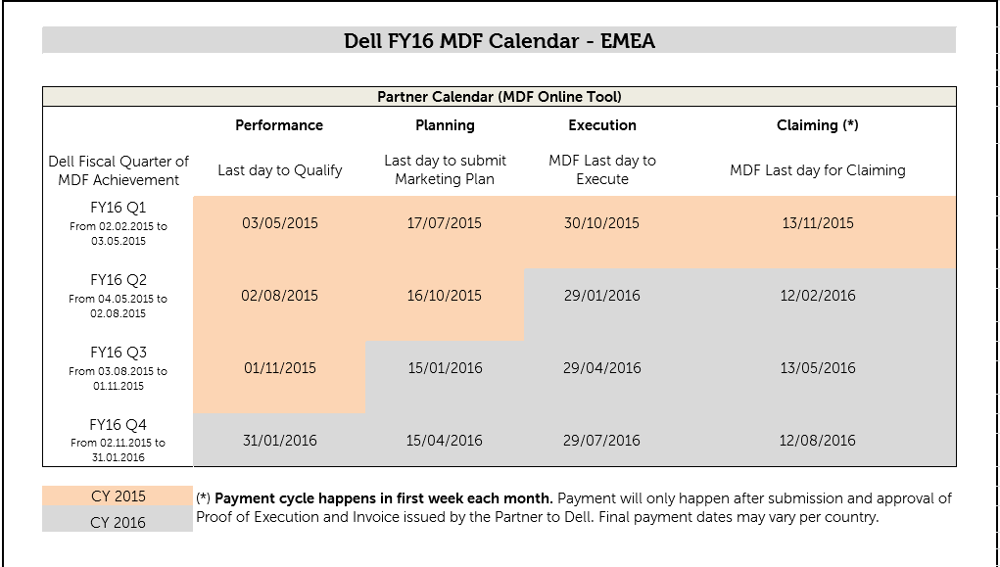 Dell FY16 MDF Calendar - EMEA
Partner Calendar (MDF Online Tool)
Performance Planning Execution Claiming (*)
Dell Fiscal Quarter of
MDF Achievement
Last day to Qualify
Last day to submit
Marketing Plan
MDF Last day to
Execute
MDF Last day for Claiming
FY16 Q1
From 02.02.2015 to
03.05.2015
03/05/2015 17/07/2015 30/10/2015 13/11/2015
FY16 Q2
From 04.05.2015 to
02.08.2015
02/08/2015 16/10/2015 29/01/2016 12/02/2016
FY16 Q3
From 03.08.2015 to
01.11.2015
01/11/2015 15/01/2016 29/04/2016 13/05/2016
FY16 Q4
From 02.11.2015 to
31.01.2016
31/01/2016 15/04/2016 29/07/2016 12/08/2016
CY 2015
CY 2016
(*) Payment cycle happens in first week each month. Payment will only happen after submission and approval of
Proof of Execution and Invoice issued by the Partner to Dell. Final payment dates may vary per country.